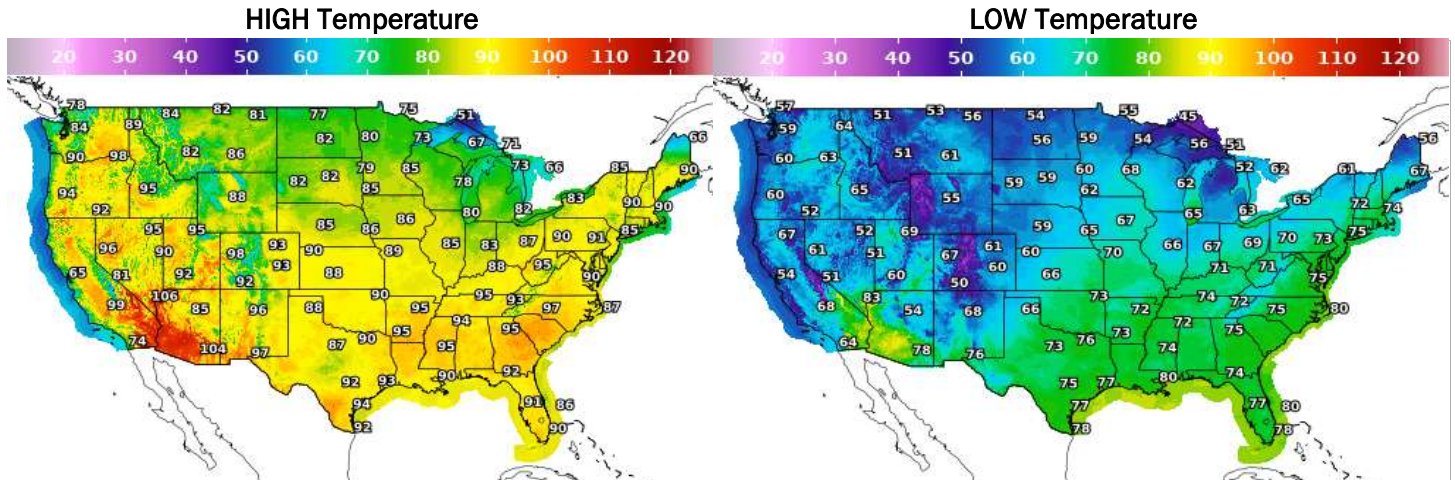 HIGH Temperature LOW Temperature
20 30 40 50 60 70 80 90 100 110 120 20 30 40 50 60 70 80 90 100 110 120
78 84 82 81 77 75 51 66 57 51 53 56 54 55 45 56
84 89 82 80 73 67 71 59 64 56 59 54 56 51
90 98 82 86 79 85 78 73 66 85 90 60 63 51 61 60 68 62 52 62 61 67
94 95 88 82 82 85 83 90 90 60 65 55 59 59 62 65 72 74
92 95 95 85 86 86 80 82 85 52 52 69 59 65 67 65 63 75
96 90 98 93 90 89 85 83 87 90 91 67 61 51 67 61 60 70 66 67 69 70 73
65 81 92 92 93 88 88 95 90 54 51 60 50 60 66 71 71 75
99 106 85 96 88 90 95 95 93 97 87 68 83 54 68 66 73 72 74 72 75 80
74 104 97 87 90 95 94 95 95 64 78 76 73 76 73 72 74 75
92 93 90 92 75 77 80 74
94 91 86 77 77 80
92 90 78 78